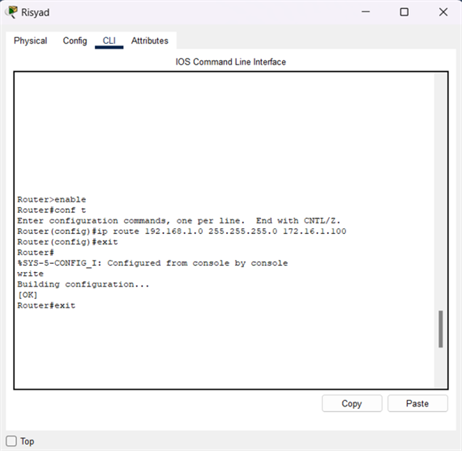 Risyad
Physical Config CLI Attributes
IOS Command Line Interface
Router>enable
Router#conf t
Enter configuration commands, one per line. End with CNTL/Z.
Router(config)#ip route 192.168.1.0 255.255.255.0 172.16.1.100
Router(config)#exit
Router#
%SYS-5-CONFIG_I: Configured from console by console
write
Building configuration...
[OK]
Router#exit
Copy Paste
Top